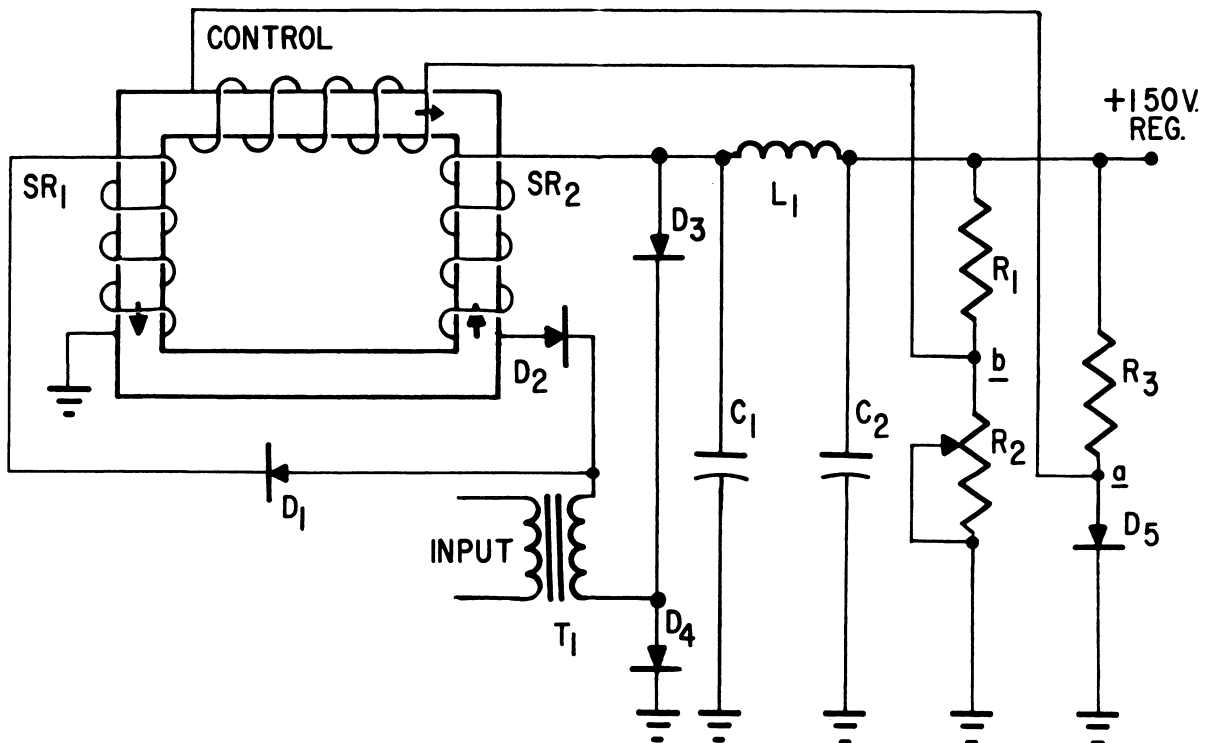 CONTROL
+150V.
REG.
SR1
SR2
D3
L1
R1
b
D2
R3
C1
C2
R2
a
D1
D5
INPUT
T1
D4